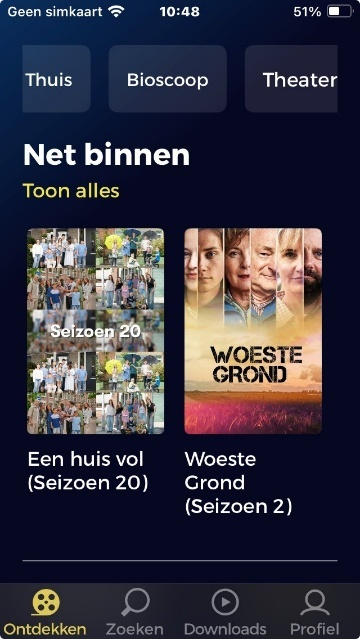 Geen simkaart 10:48 51%
Thuis Bioscoop Theater
Net binnen
Toon alles
Seizoen 20
WOESTE
GROND
Een huis vol
(Seizoen 20)
Woeste
Grond
(Seizoen 2)
Ontdekken Zoeken Downloads Profiel